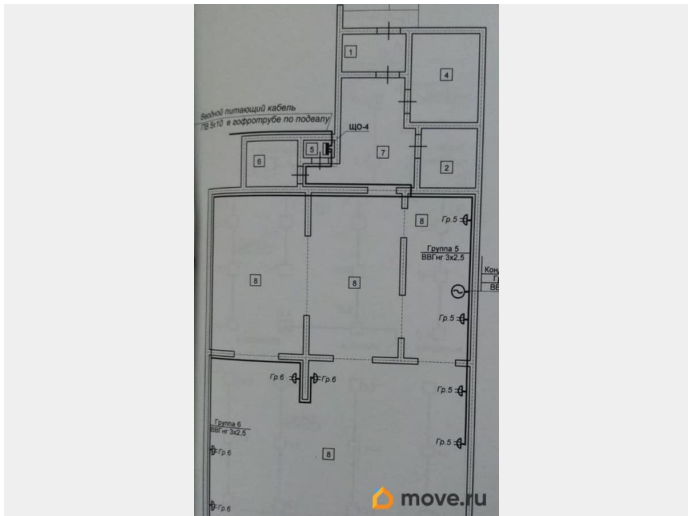 1
4
Вводной питающий кабель
ПВ 5х10 в гофротрубе по подвалу
ЩО-4
5
6
7
2
8
Гр.5
Группа 5
ВВГнг 3х2,5
8
8
Гр.5
Гр.6
Гр.6
Гр.5
Группа 6
ВВГнг 3х2,5
Гр.5
Гр.6
8
Гр.6
move.ru